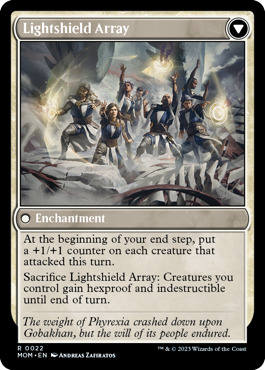 Lightshield Array
Enchantment
At the beginning of your end step, put
a +1/+1 counter on each creature that
attacked this turn.
Sacrifice Lightshield Array: Creatures you
control gain hexproof and indestructible
until end of turn.
The weight of Phyrexia crashed down upon
Gobakhan, but the will of its people endured.
R 0022
MOM • EN ANDREAS ZAFIRATOS
™ & © 2023 Wizards of the Coast